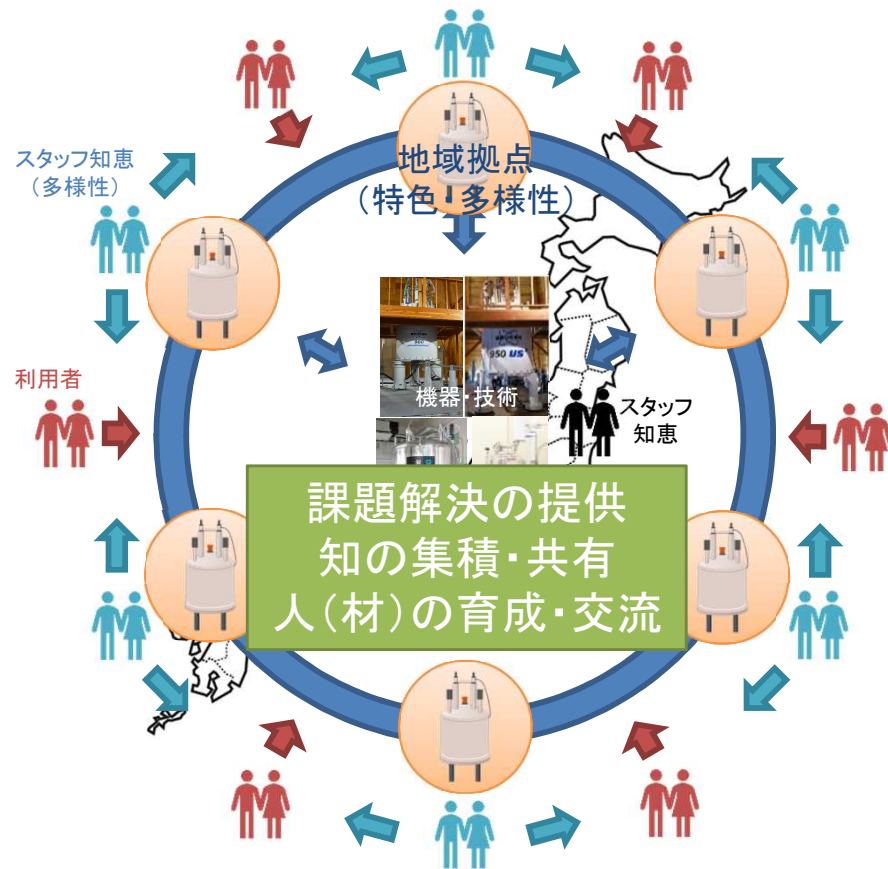 地域拠点
(特色・多様性)
スタッフ知恵
(多様性)
950 US
機器・技術
利用者
スタッフ
知恵
課題解決の提供
知の集積・共有
人(材)の育成・交流